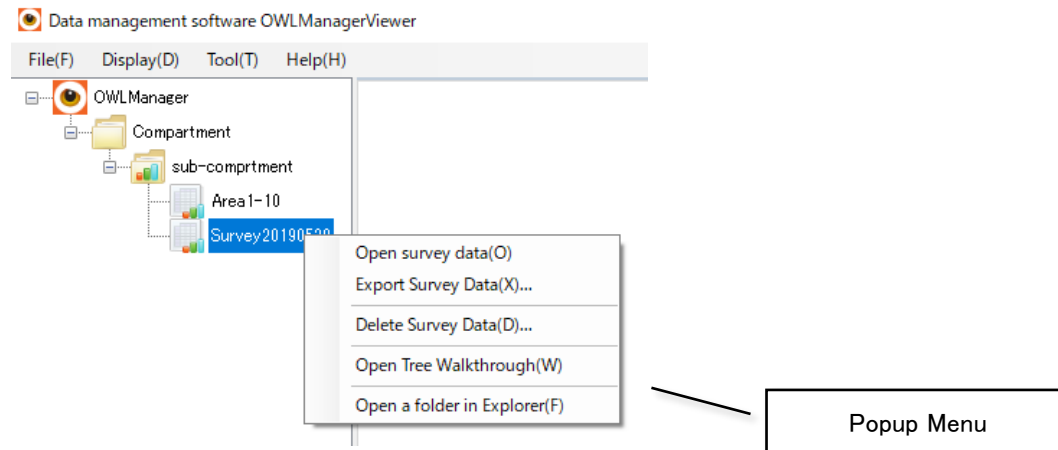 Data management software OWLManagerViewer
File(F) Display(D) Tool(T) Help(H)
OWLManager
Compartment
sub-comprtment
Area1-10
Open survey data(O)
Export Survey Data(X)...
Delete Survey Data(D)...
Open Tree Walkthrough(W)
Open a folder in Explorer(F)
Popup Menu